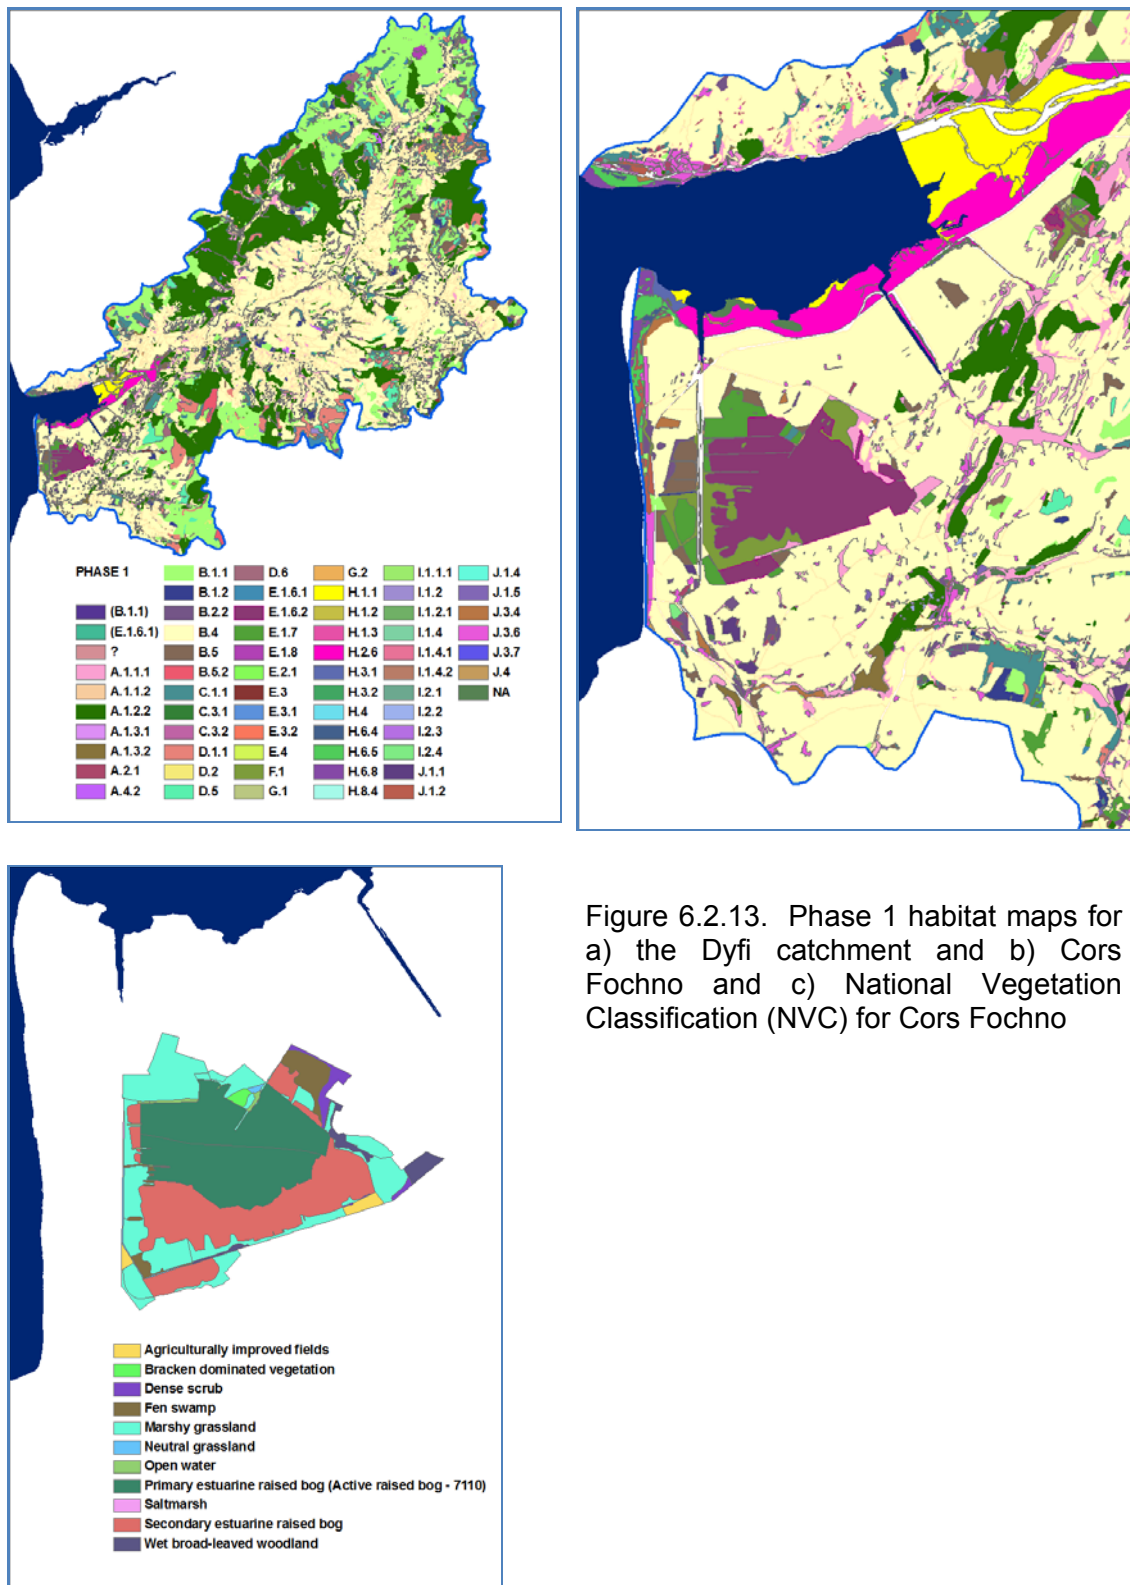 PHASE 1
(B.1.1)
(E.1.6.1)
?
A.1.1.1
A.1.1.2
A.1.2.2
A.1.3.1
A.1.3.2
A.2.1
A.4.2
B.1.1
B.1.2
B.2.2
B.4
B.5
B.5.2
C.1.1
C.3.1
C.3.2
D.1.1
D.2
D.5
D.6
E.1.6.1
E.1.6.2
E.1.7
E.1.8
E.2.1
E.3
E.3.1
E.3.2
E.4
F.1
G.1
G.2
H.1.1
H.1.2
H.1.3
H.2.6
H.3.1
H.3.2
H.4
H.6.4
H.6.5
H.6.8
H.8.4
I.1.1.1
I.1.2
I.1.2.1
I.1.4
I.1.4.1
I.1.4.2
I.2.1
I.2.2
I.2.3
I.2.4
J.1.1
J.1.2
J.1.4
J.1.5
J.3.4
J.3.6
J.3.7
J.4
NA
Figure 6.2.13. Phase 1 habitat maps for
a) the Dyfi catchment and b) Cors
Fochno and c) National Vegetation
Classification (NVC) for Cors Fochno
Agriculturally improved fields
Bracken dominated vegetation
Dense scrub
Fen swamp
Marshy grassland
Neutral grassland
Open water
Primary estuarine raised bog (Active raised bog - 7110)
Saltmarsh
Secondary estuarine raised bog
Wet broad-leaved woodland